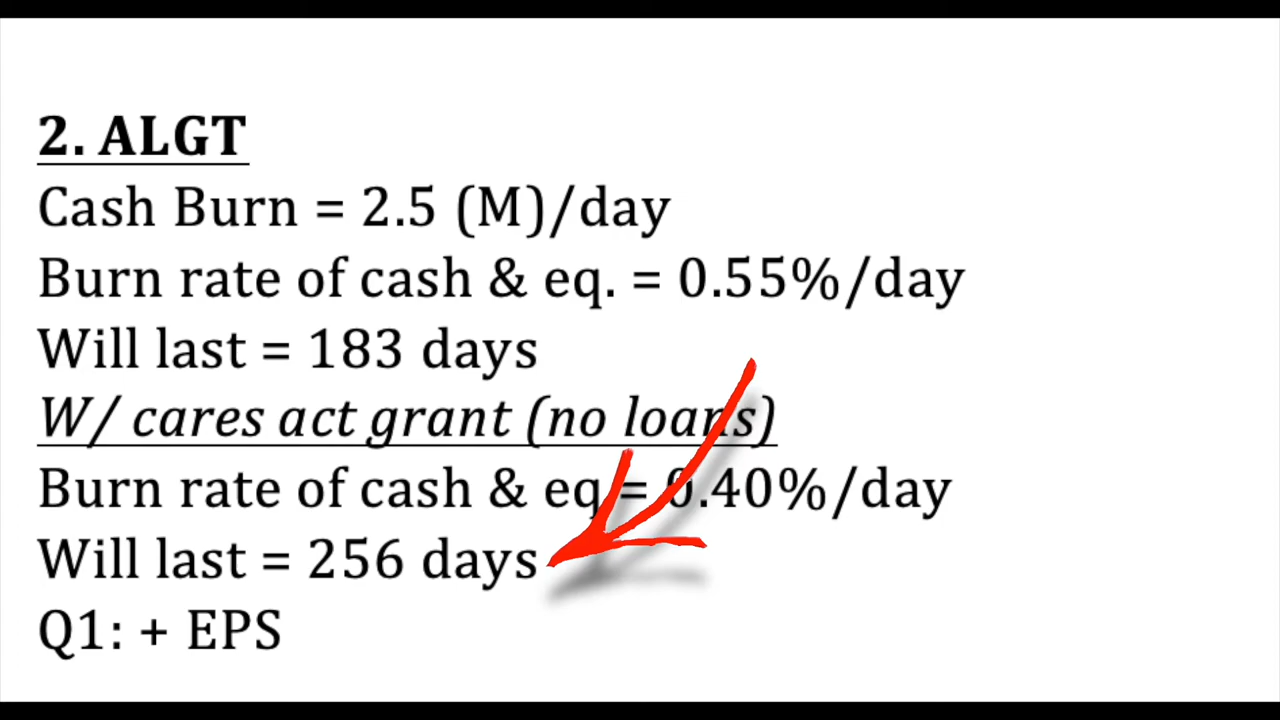 2. ALGT
Cash Burn = 2.5 (M)/day
Burn rate of cash & eq. = 0.55%/day
Will last = 183 days
W/ cares act grant (no loans)
Burn rate of cash & eq = 0.40%/day
Will last = 256 days
Q1: + EPS